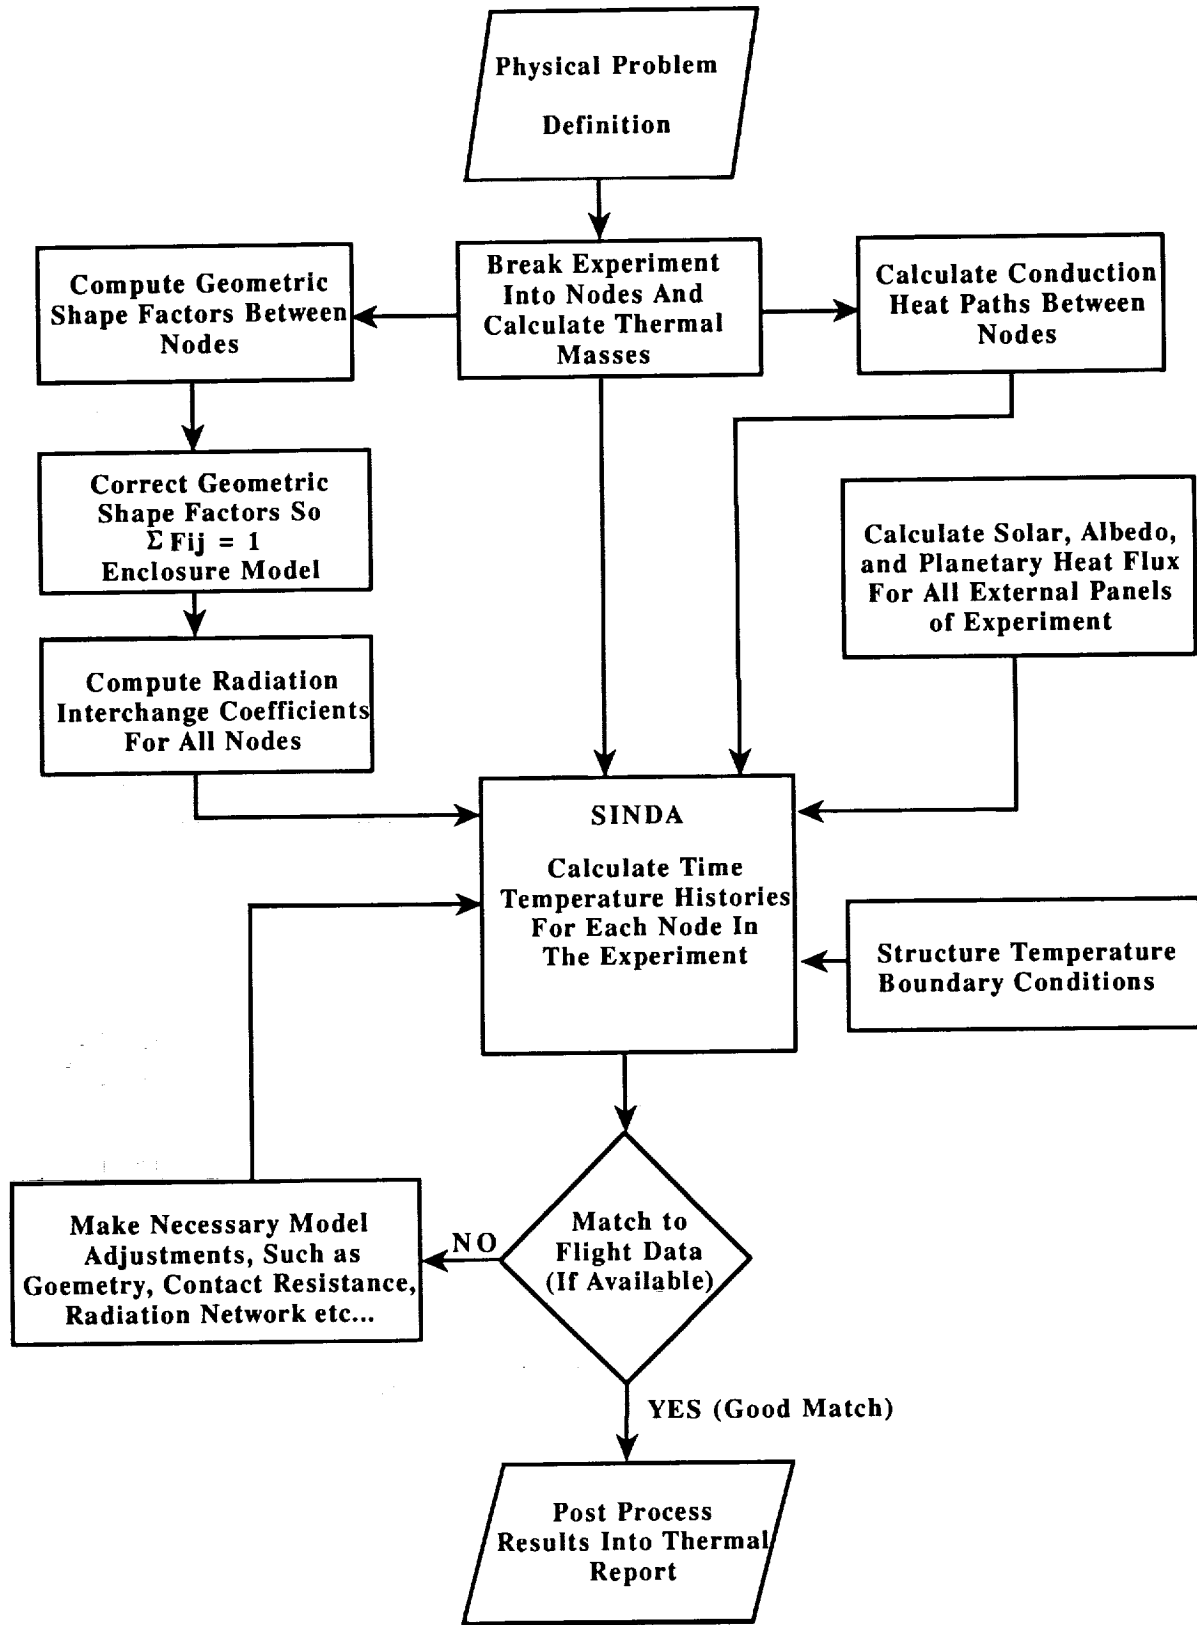 Physical Problem
Definition
Break Experiment
Into Nodes And
Calculate Thermal
Masses
Compute Geometric
Shape Factors Between
Nodes
Calculate Conduction
Heat Paths Between
Nodes
Correct Geometric
Shape Factors So
Σ Fij = 1
Enclosure Model
Calculate Solar, Albedo,
and Planetary Heat Flux
For All External Panels
of Experiment
Compute Radiation
Interchange Coefficients
For All Nodes
SINDA
Calculate Time
Temperature Histories
For Each Node In
The Experiment
Structure Temperature
Boundary Conditions
Match to
Flight Data
(If Available)
NO
Make Necessary Model
Adjustments, Such as
Goemetry, Contact Resistance,
Radiation Network etc...
YES (Good Match)
Post Process
Results Into Thermal
Report